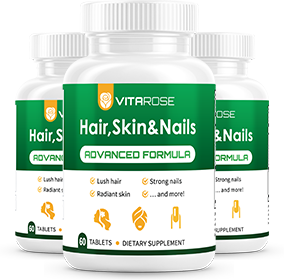 VITAROSE
Hair,Skin&Nails
ADVANCED FORMULA
Lush hair
Strong nails
Radiant skin
... and more!
60 TABLETS • DIETARY SUPPLEMENT